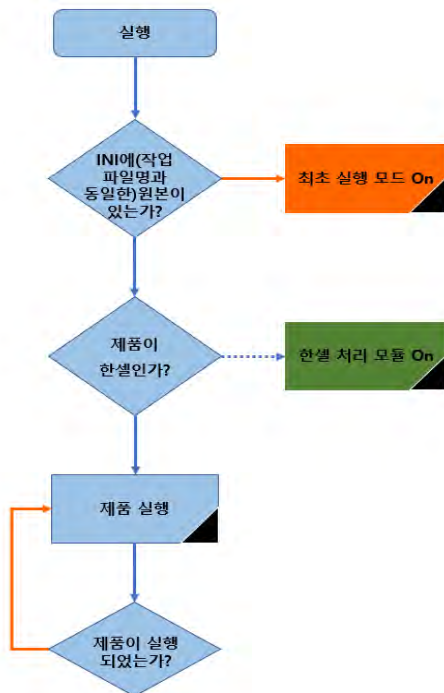 실행
INI에(작업
파일명과
동일한)원본이
있는가?
최초 실행 모드 On
제품이
한셀인가?
한셀 처리 모듈 On
제품 실행
제품이 실행
되었는가?